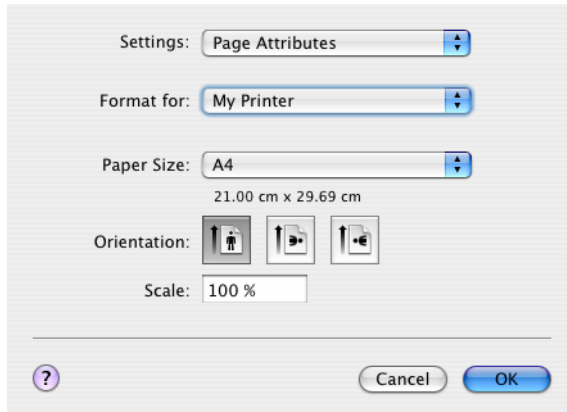 Settings: Page Attributes
Format for: My Printer
Paper Size: A4
21.00 cm x 29.69 cm
Orientation:
Scale: 100 %
? Cancel OK